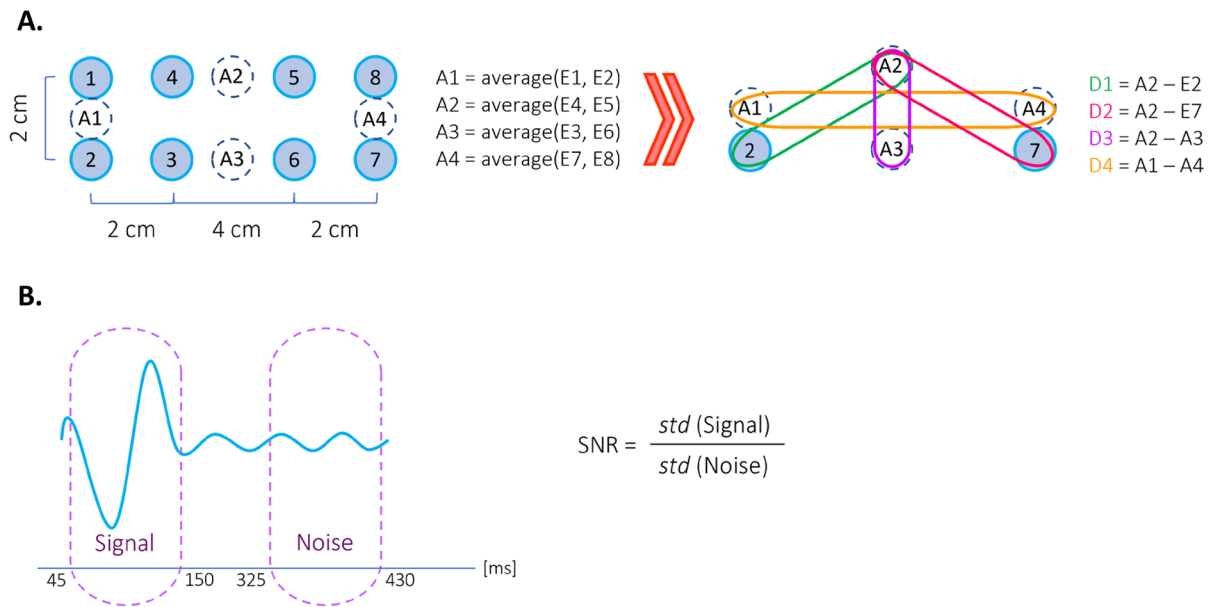 A.
1 4 A2 5 8
A1 A4
2 3 A3 6 7
2 cm
2 cm 4 cm 2 cm
A1 = average(E1, E2)
A2 = average(E4, E5)
A3 = average(E3, E6)
A4 = average(E7, E8)
A2
A1 A4
2 A3 7
D1 = A2 – E2
D2 = A2 – E7
D3 = A2 – A3
D4 = A1 – A4
B.
Signal Noise
45 150 325 430 [ms]
SNR = std (Signal)
std (Noise)